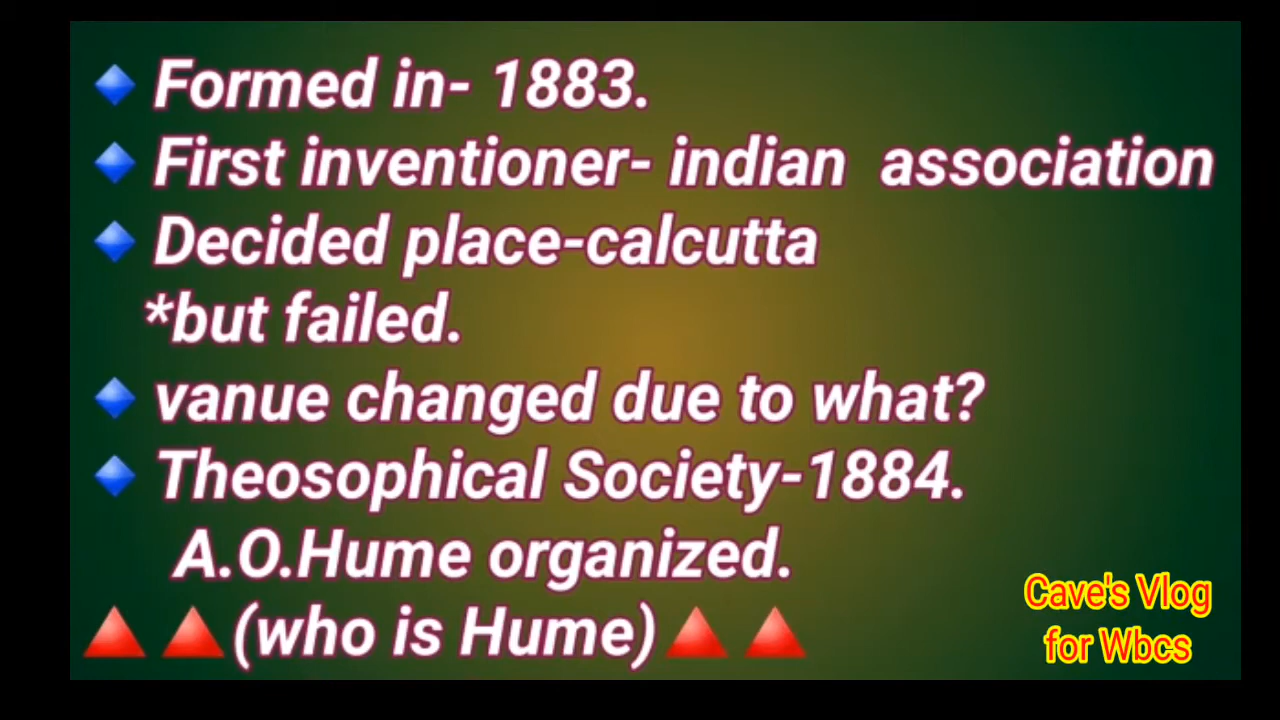 Formed in- 1883.
First inventioner- indian association
Decided place-calcutta
*but failed.
vanue changed due to what?
Theosophical Society-1884.
A.O.Hume organized.
(who is Hume)
Cave's Vlog
for Wbcs